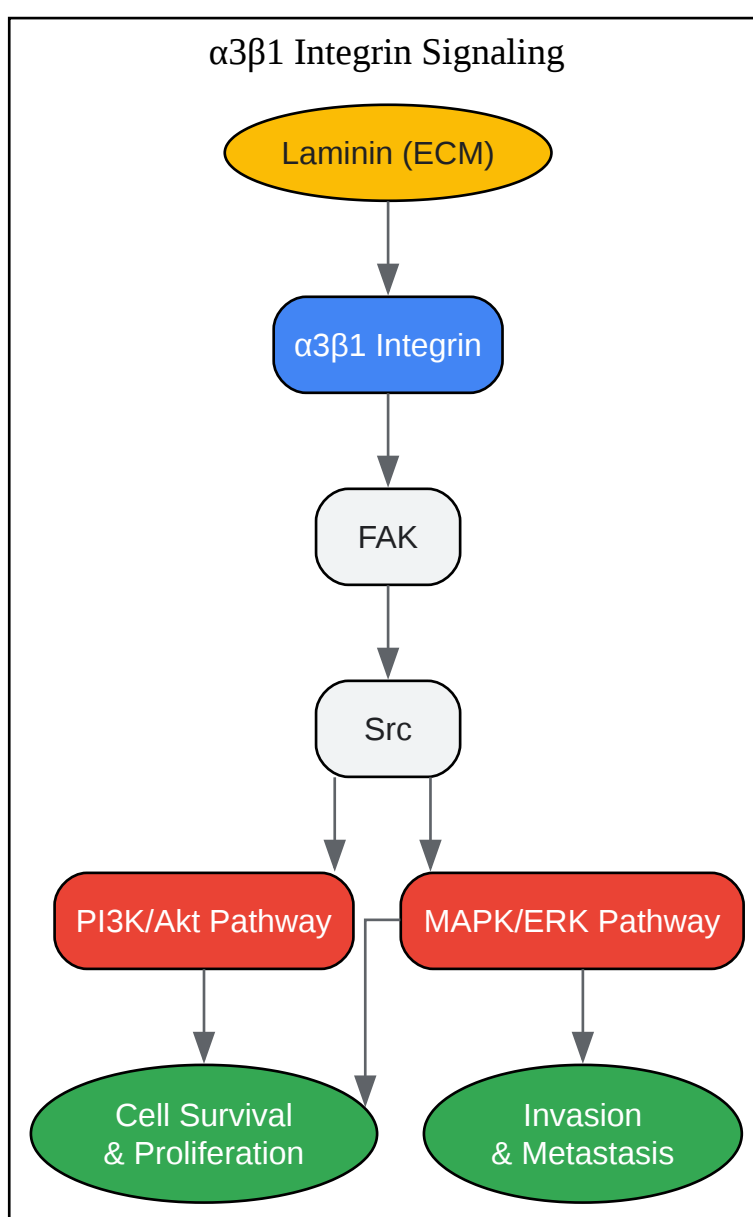 α3β1 Integrin Signaling
Laminin (ECM)
α3β1 Integrin
FAK
Src
PI3K/Akt Pathway
MAPK/ERK Pathway
Cell Survival
& Proliferation
Invasion
& Metastasis